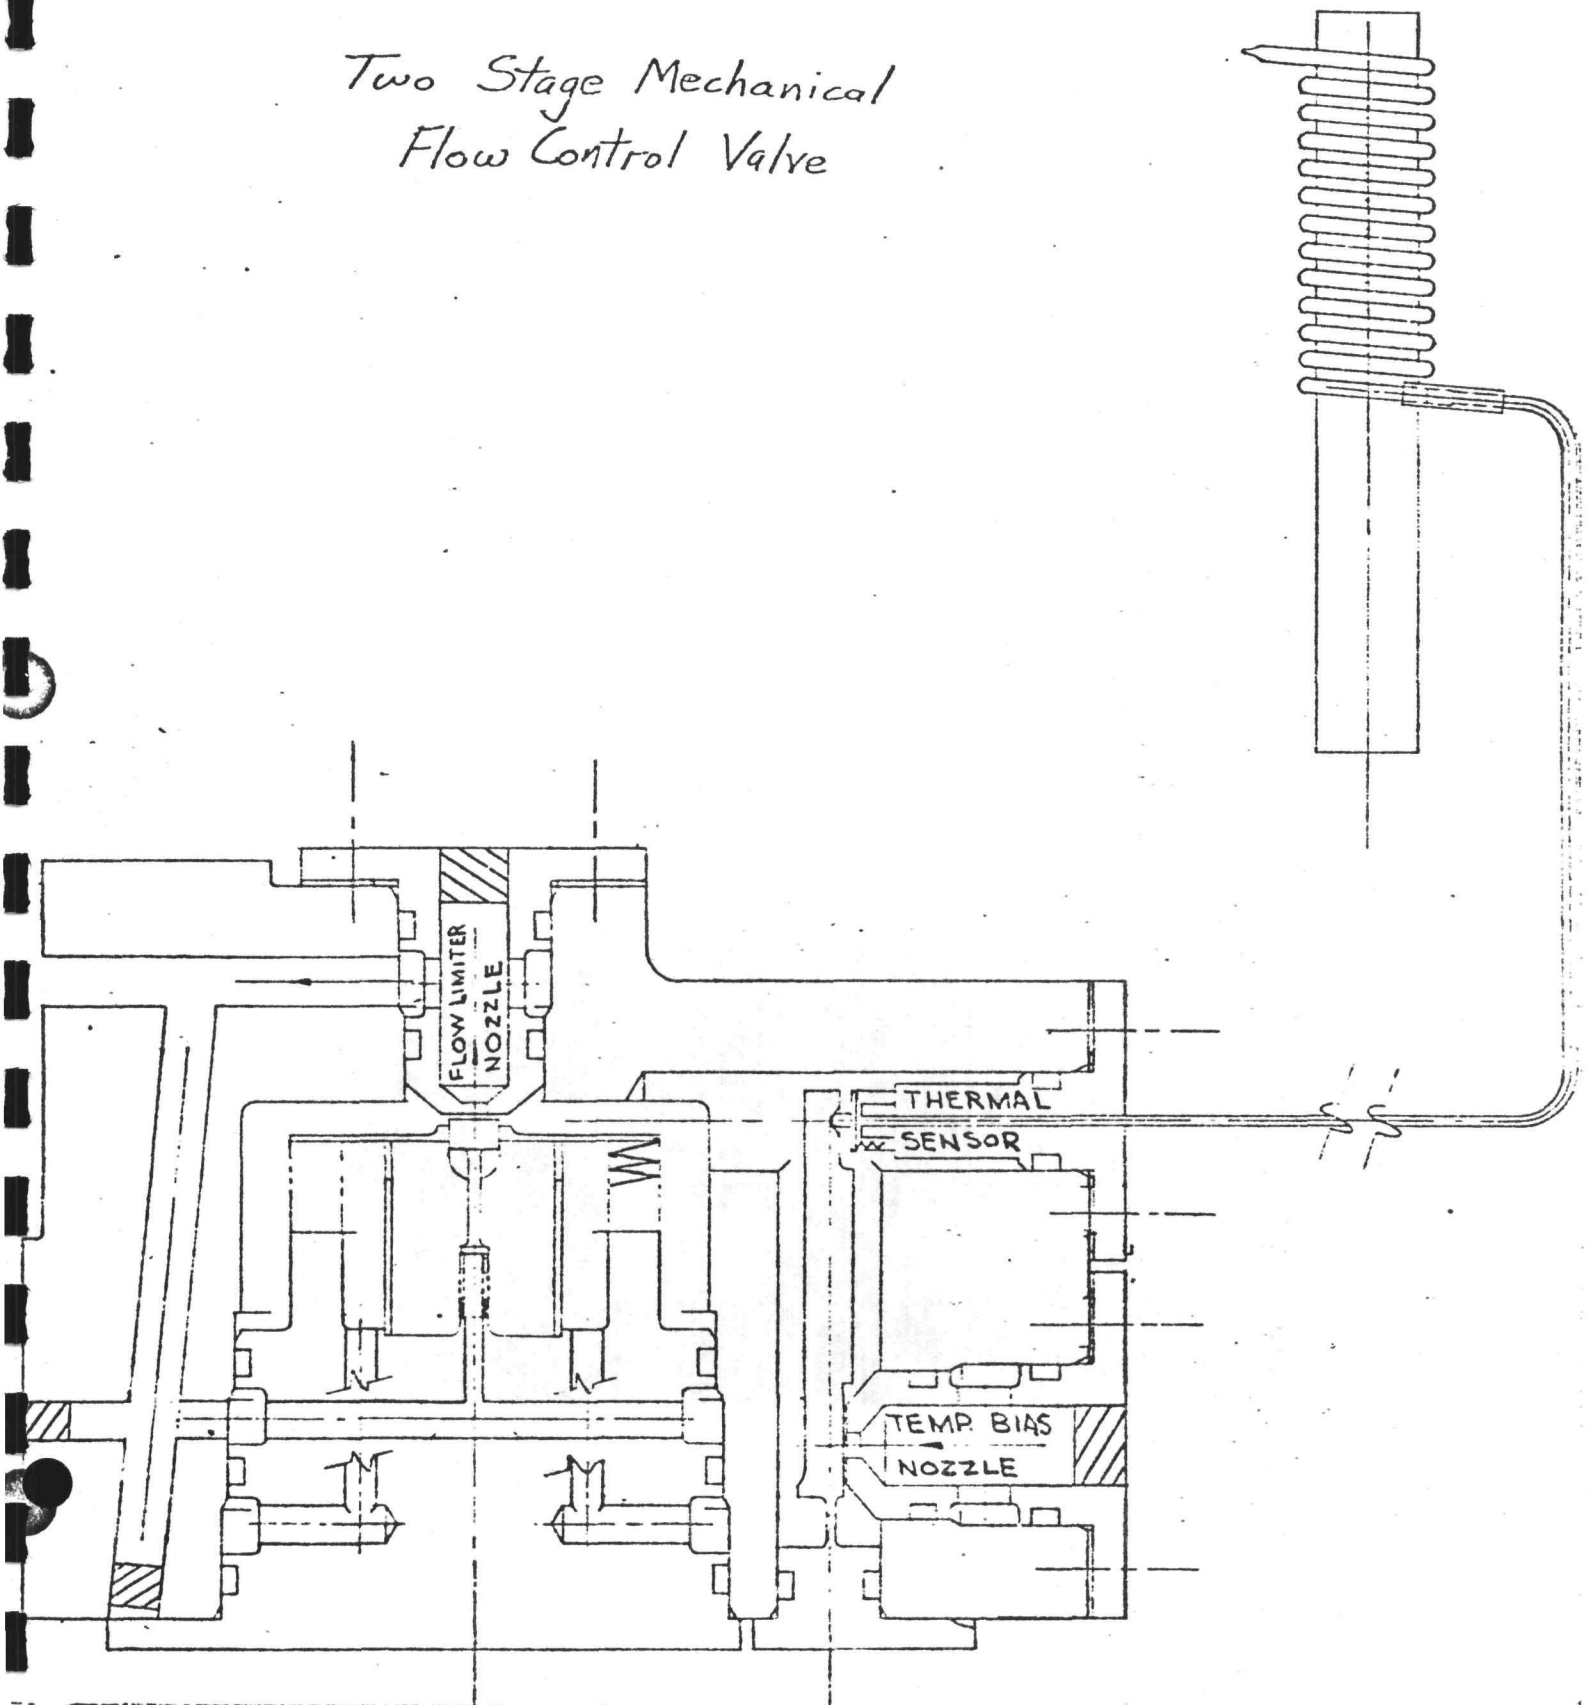 Two Stage Mechanical
Flow Control Valve
FLOW LIMITER
NOZZLE
THERMAL
SENSOR
TEMP. BIAS
NOZZLE